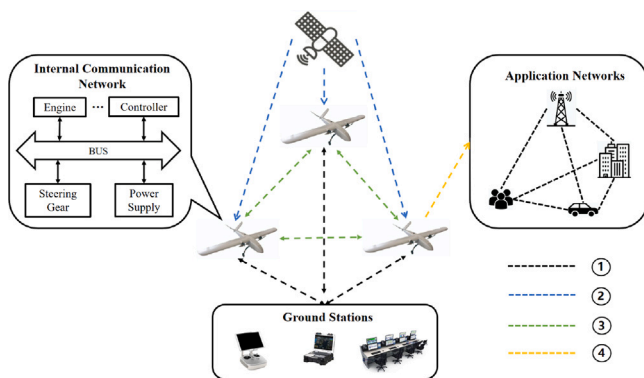 Internal Communication
Network
Engine ··· Controller
BUS
Steering
Gear
Power
Supply
Application Networks
Ground Stations
①
②
③
④